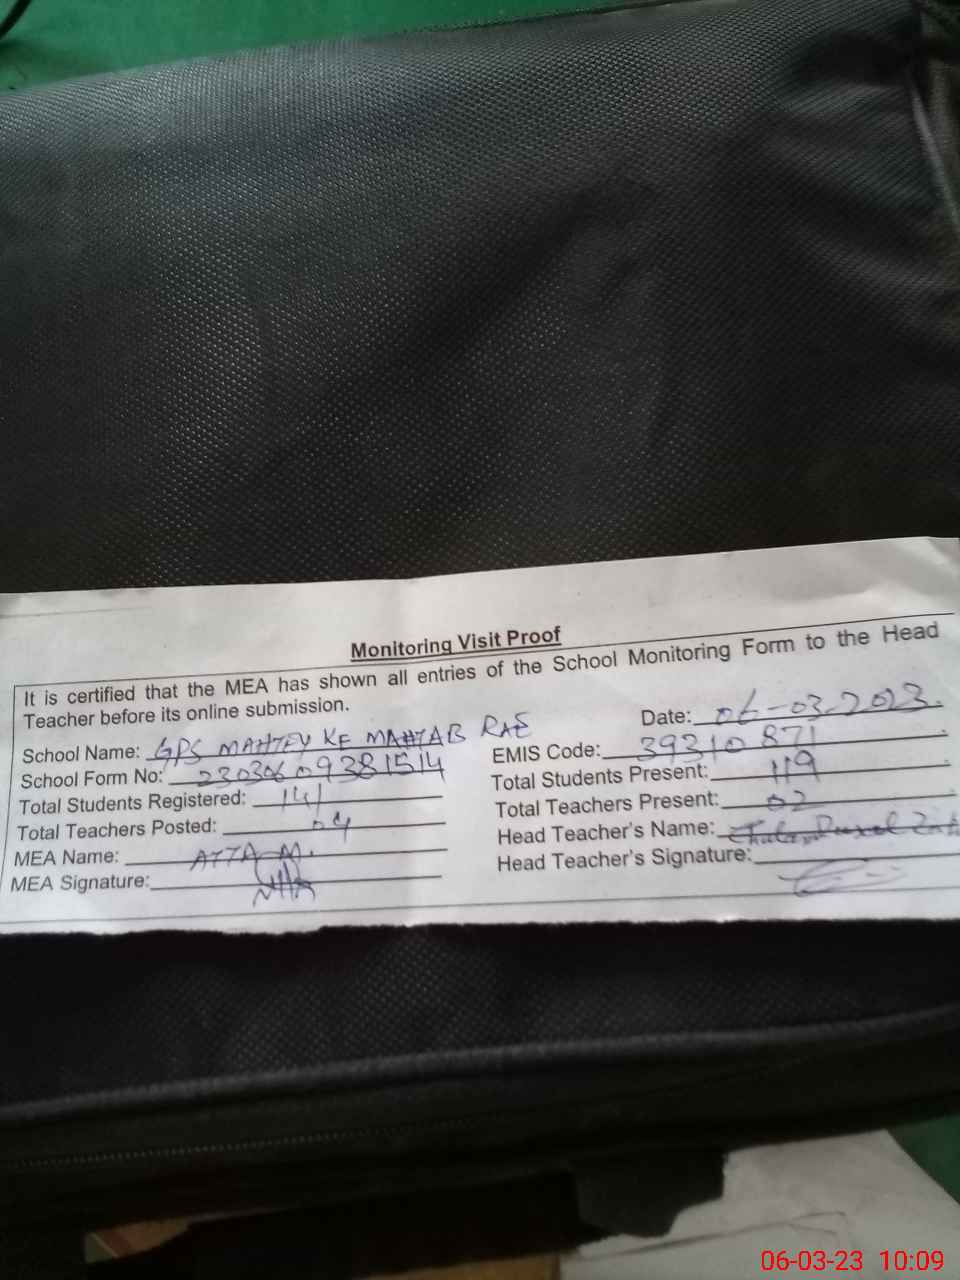 Monitoring Visit Proof
It is certified that the MEA has shown all entries of the School Monitoring Form to the Head
Teacher before its online submission.
Date: 06-03-2023
School Name: GPS MAHTEY KE MAHTAB RAE
EMIS Code: 39310871
School Form No: 23030609381514
Total Students Present: 119
Total Students Registered: 141
Total Teachers Present: 02
Total Teachers Posted: 04
Head Teacher's Name:
MEA Name: ATTA M.
Head Teacher's Signature:
MEA Signature:
06-03-23 10:09